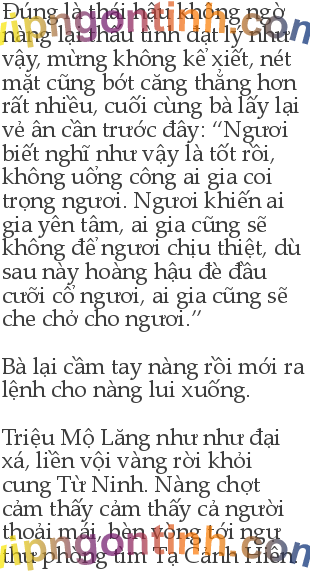 Đúng là thái hậu không ngờ
nàng lại thấu tình đạt lý như
vậy, mừng không kể xiết, nét
mặt cũng bớt căng thẳng hơn
rất nhiều, cuối cùng bà lấy lại
vẻ ân cần trước đây: “Ngươi
biết nghĩ như vậy là tốt rồi,
không uổng công ai gia coi
trọng ngươi. Ngươi khiến ai
gia yên tâm, ai gia cũng sẽ
không để ngươi chịu thiệt, dù
sau này hoàng hậu đè đầu
cưỡi cổ ngươi, ai gia cũng sẽ
che chở cho ngươi.”
Bà lại cầm tay nàng rồi mới ra
lệnh cho nàng lui xuống.
Triệu Mộ Lăng như như đại
xá, liền vội vàng rời khỏi
cung Từ Ninh. Nàng chợt
cảm thấy cảm thấy cả người
thoải mái, bèn vòng tới ngự
thư phòng tìm Tạ Cảnh Hiên.
vipngontinh.com
vipngontinh.com